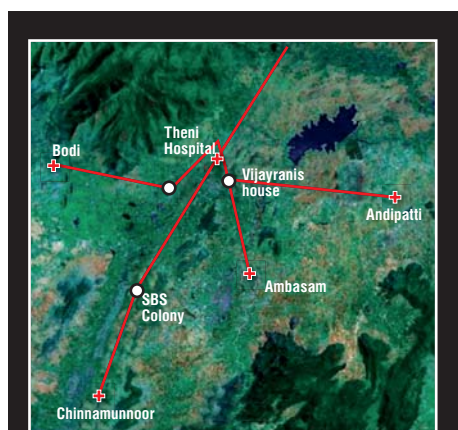 Theni
Hospital
Bodi
Vijayranis
house
Andipatti
Ambasam
SBS
Colony
Chinnamunnoor